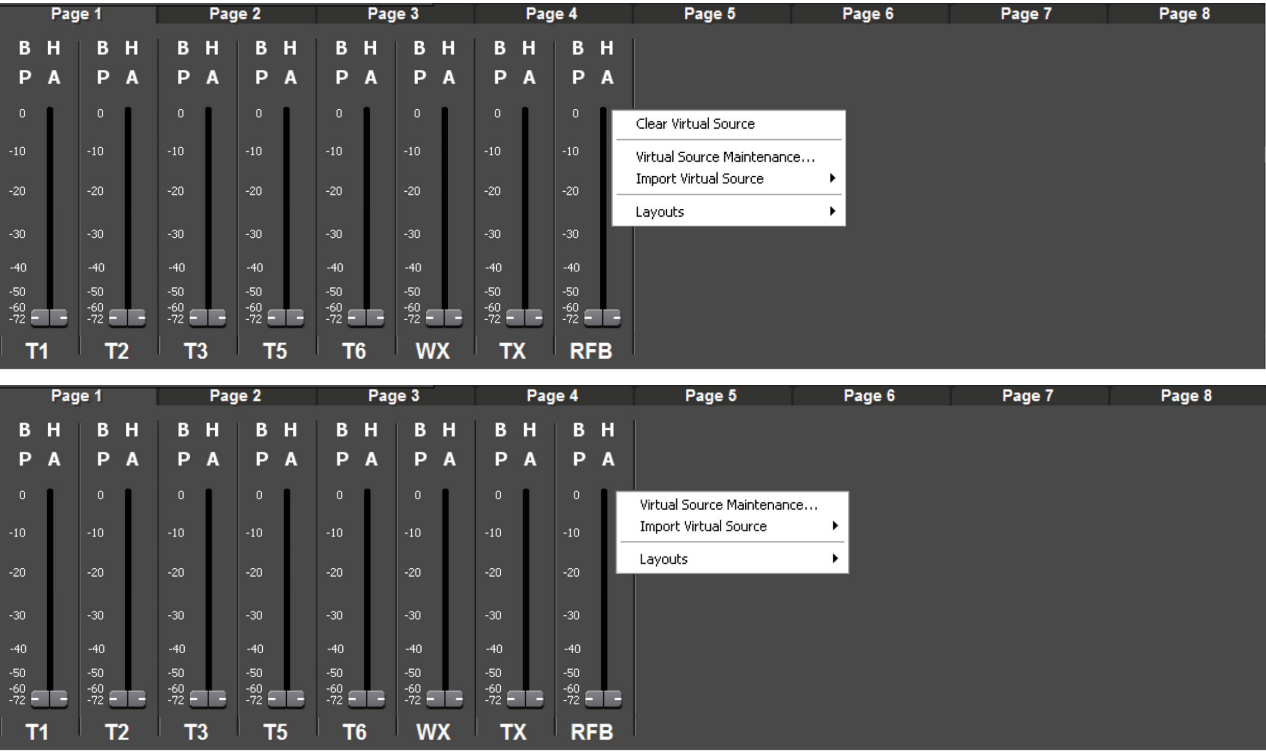 Page 1 Page 2 Page 3 Page 4 Page 5 Page 6 Page 7 Page 8
B H B H B H B H B H B H B H B H
P A P A P A P A P A P A P A P A
0 0 0 0 0 0 0 0
Clear Virtual Source
-10 -10 -10 -10 -10 -10 -10 -10
Virtual Source Maintenance...
Import Virtual Source
-20 -20 -20 -20 -20 -20 -20 -20
Layouts
-30 -30 -30 -30 -30 -30 -30 -30
-40 -40 -40 -40 -40 -40 -40 -40
-50 -50 -50 -50 -50 -50 -50 -50
-60 -60 -60 -60 -60 -60 -60 -60
-72 -72 -72 -72 -72 -72 -72 -72
T1 T2 T3 T5 T6 WX TX RFB
Page 1 Page 2 Page 3 Page 4 Page 5 Page 6 Page 7 Page 8
B H B H B H B H B H B H B H B H
P A P A P A P A P A P A P A P A
0 0 0 0 0 0 0 0
Virtual Source Maintenance...
Import Virtual Source
-10 -10 -10 -10 -10 -10 -10 -10
Layouts
-20 -20 -20 -20 -20 -20 -20 -20
-30 -30 -30 -30 -30 -30 -30 -30
-40 -40 -40 -40 -40 -40 -40 -40
-50 -50 -50 -50 -50 -50 -50 -50
-60 -60 -60 -60 -60 -60 -60 -60
-72 -72 -72 -72 -72 -72 -72 -72
T1 T2 T3 T5 T6 WX TX RFB